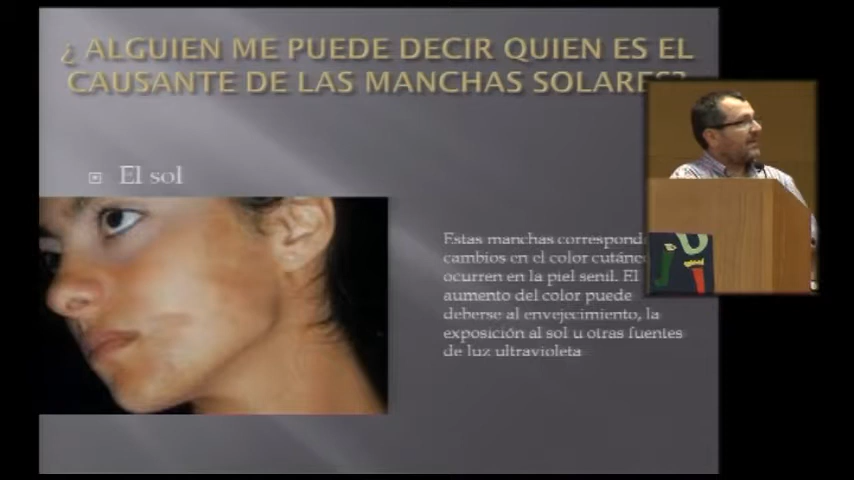 ¿ ALGUIEN ME PUEDE DECIR QUIEN ES EL
CAUSANTE DE LAS MANCHAS SOLARES?
El sol
Estas manchas correspond
cambios en el color cutáneo
ocurren en la piel senil. El
aumento del color puede
deberse al envejecimiento, la
exposición al sol u otras fuentes
de luz ultravioleta